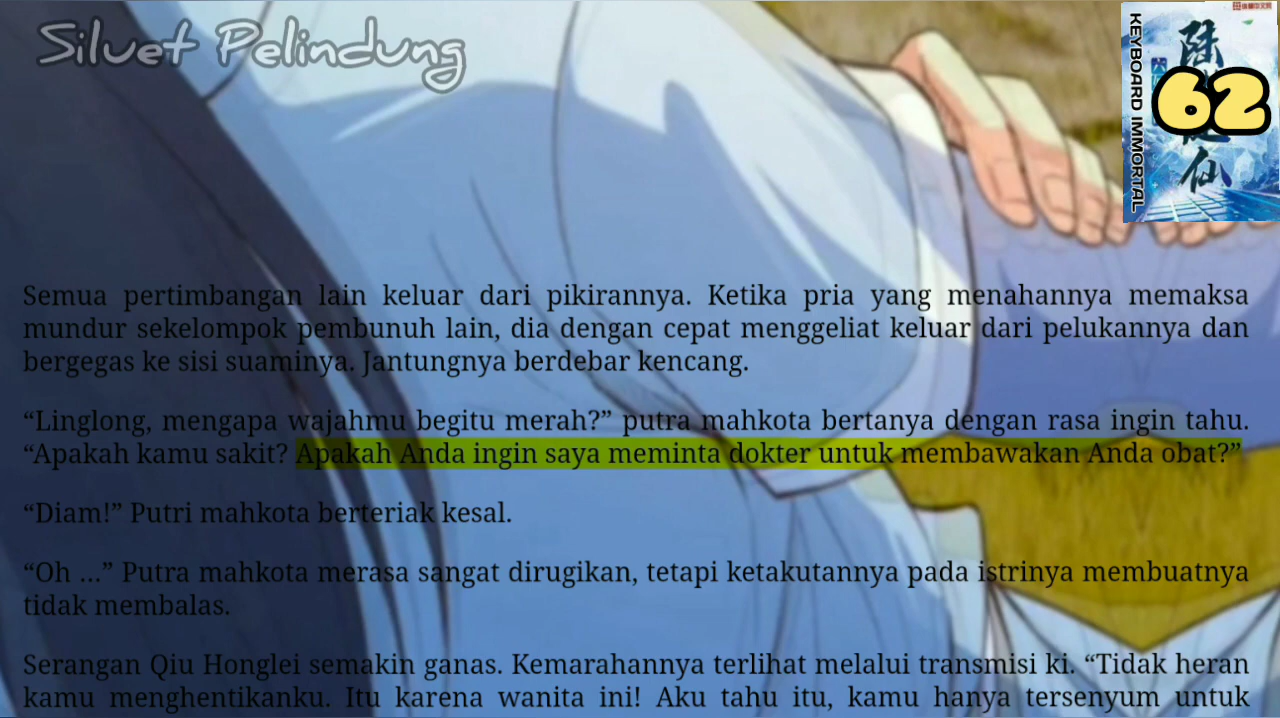 Siluet Pelindung
KEYBOARD IMMORTAL
62
仙
Semua pertimbangan lain keluar dari pikirannya. Ketika pria yang menahannya memaksa
mundur sekelompok pembunuh lain, dia dengan cepat menggeliat keluar dari pelukannya dan
bergegas ke sisi suaminya. Jantungnya berdebar kencang.
“Linglong, mengapa wajahmu begitu merah?” putra mahkota bertanya dengan rasa ingin tahu.
“Apakah kamu sakit? Apakah Anda ingin saya meminta dokter untuk membawakan Anda obat?”
“Diam!” Putri mahkota berteriak kesal.
“Oh ...” Putra mahkota merasa sangat dirugikan, tetapi ketakutannya pada istrinya membuatnya
tidak membalas.
Serangan Qiu Honglei semakin ganas. Kemarahannya terlihat melalui transmisi ki. “Tidak heran
kamu menghentikanku. Itu karena wanita ini! Aku tahu itu, kamu hanya tersenyum untuk